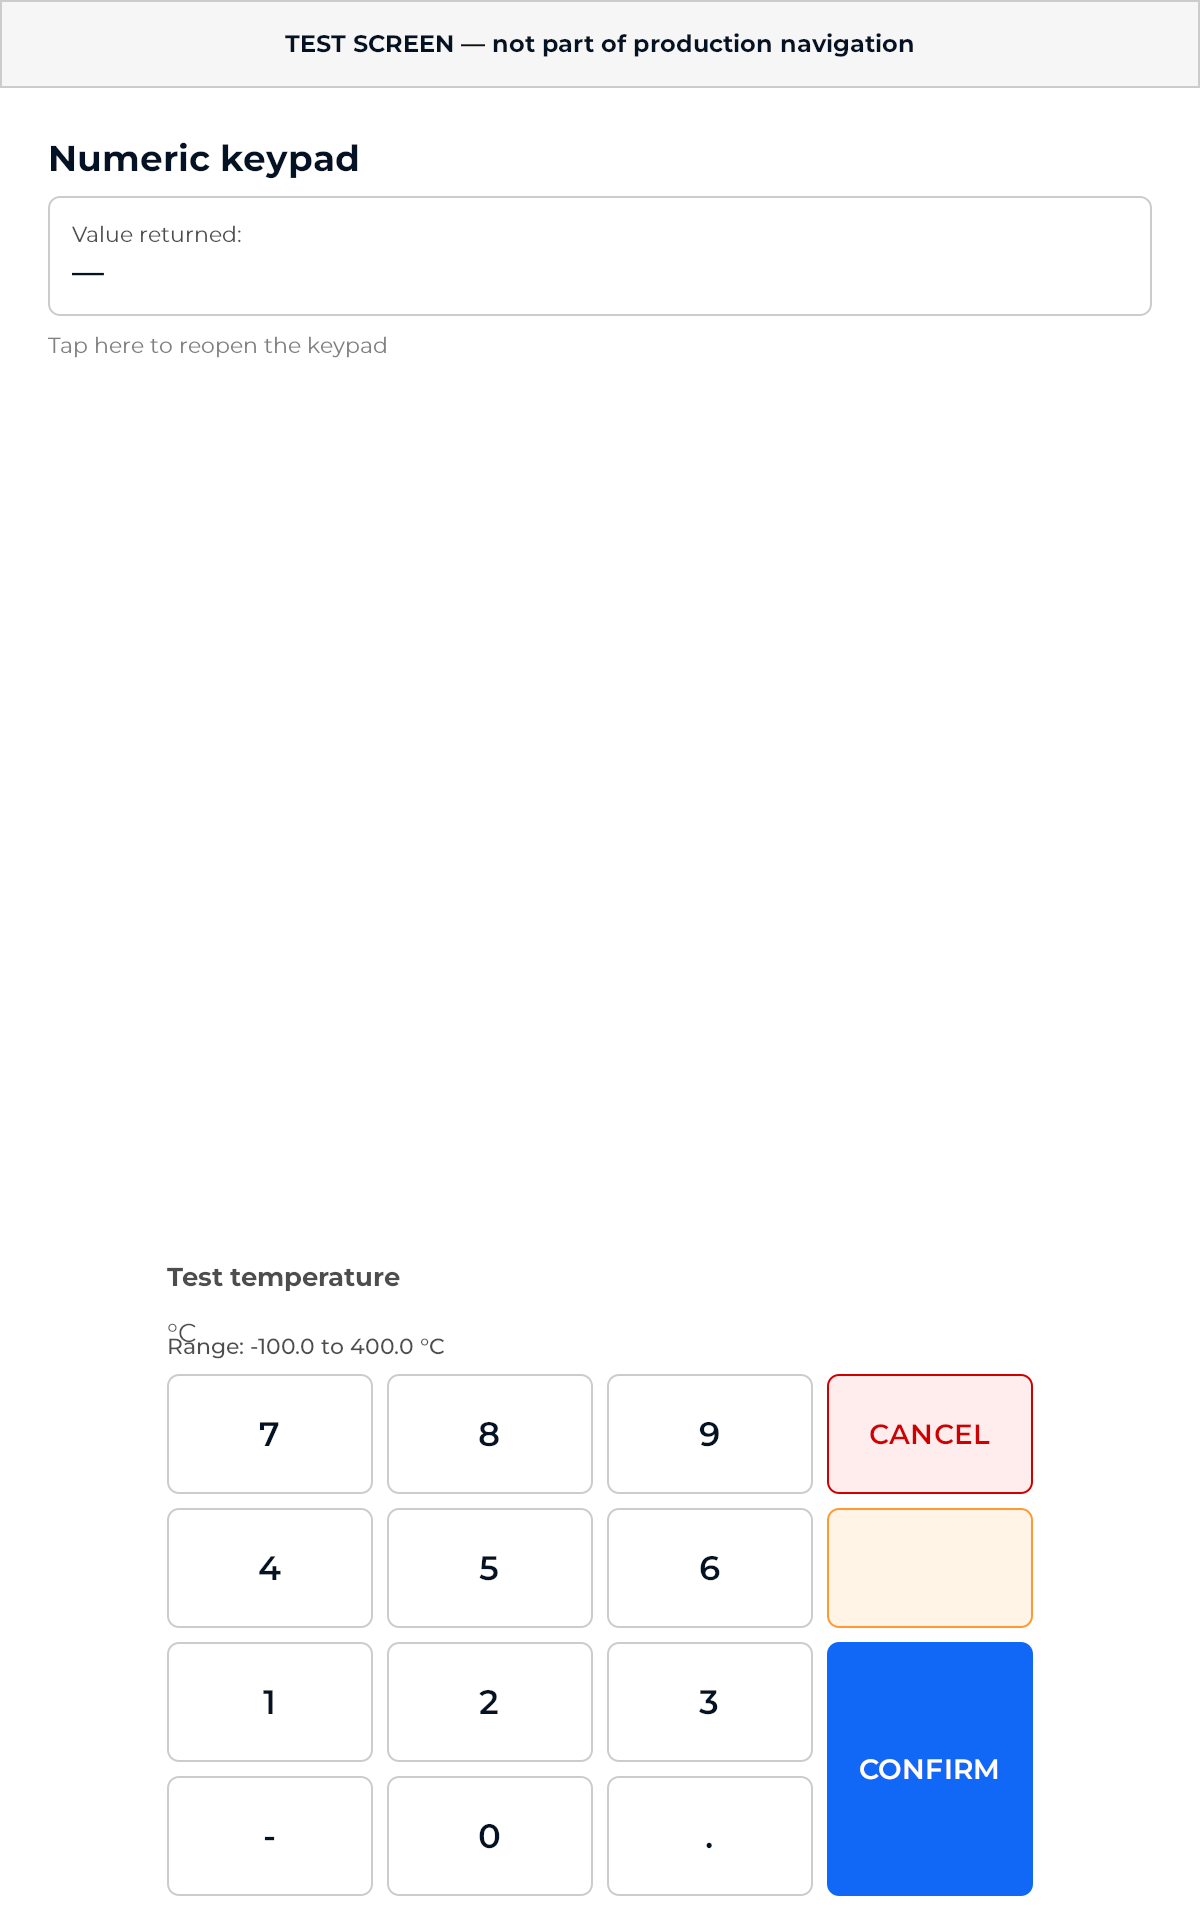 TEST SCREEN — not part of production navigation
Numeric keypad
Value returned:
—
Tap here to reopen the keypad
Test temperature
°C
Range: -100.0 to 400.0 °C
7 8 9 CANCEL
4 5 6
1 2 3
CONFIRM
- 0 .